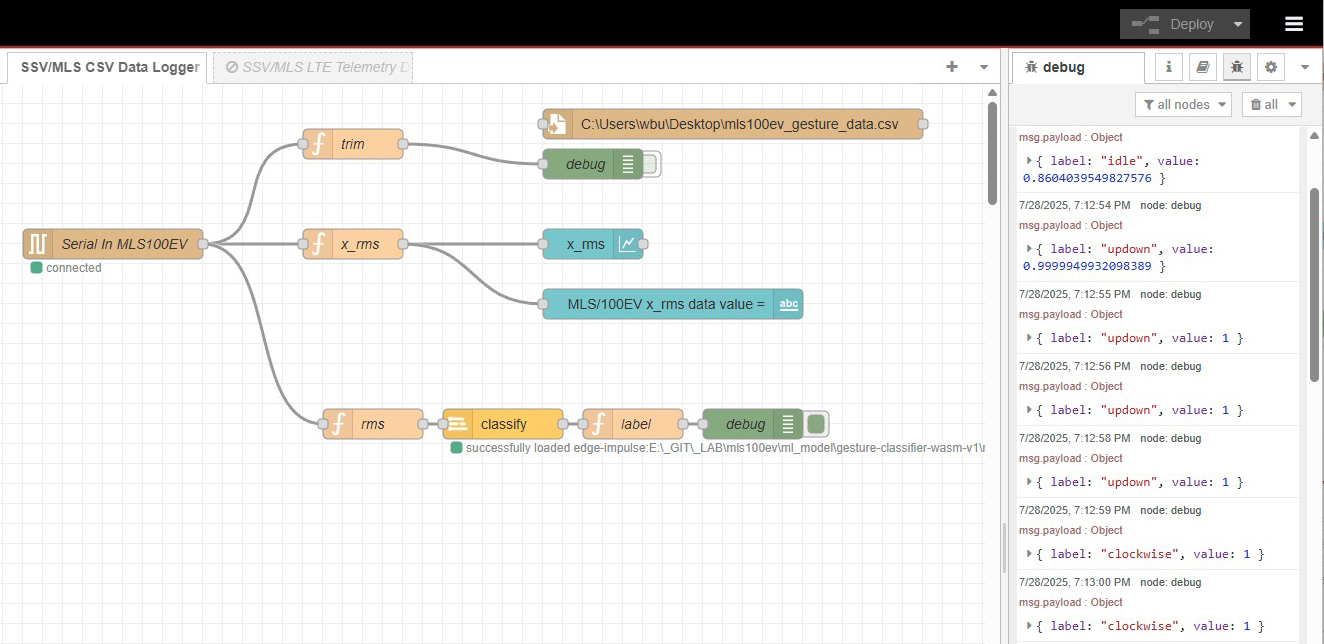 Deploy
SSV/MLS CSV Data Logger
SSV/MLS LTE Telemetry D
debug
i
all nodes
all
C:\Users\wbu\Desktop\mls100ev_gesture_data.csv
trim
debug
Serial In MLS100EV
connected
x_rms
x_rms
MLS/100EV x_rms data value =
abc
rms
classify
label
debug
successfully loaded edge-impulse:E:\_GIT\_LAB\mls100ev\ml_model\gesture-classifier-wasm-v1\r
msg.payload : Object
{ label: "idle", value:
0.8604039549827576 }
7/28/2025, 7:12:54 PM node: debug
msg.payload : Object
{ label: "updown", value:
0.9999949932098389 }
7/28/2025, 7:12:55 PM node: debug
msg.payload : Object
{ label: "updown", value: 1 }
7/28/2025, 7:12:56 PM node: debug
msg.payload : Object
{ label: "updown", value: 1 }
7/28/2025, 7:12:58 PM node: debug
msg.payload : Object
{ label: "updown", value: 1 }
7/28/2025, 7:12:59 PM node: debug
msg.payload : Object
{ label: "clockwise", value: 1 }
7/28/2025, 7:13:00 PM node: debug
msg.payload : Object
{ label: "clockwise", value: 1 }